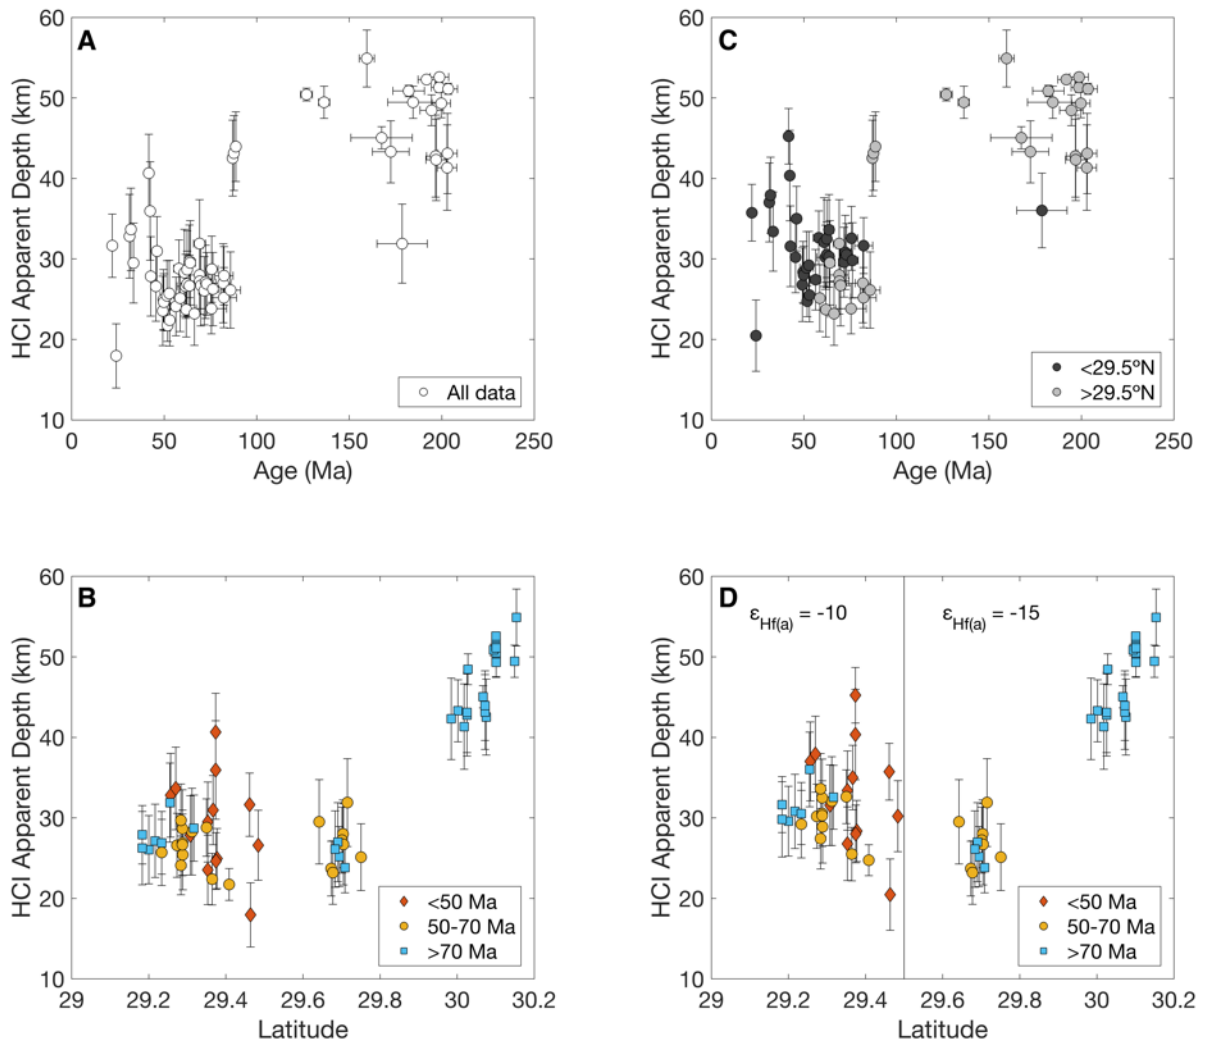 A
HCI Apparent Depth (km)
60
50
40
30
20
10
0
50
100
150
200
250
Age (Ma)
All data
C
HCI Apparent Depth (km)
60
50
40
30
20
10
0
50
100
150
200
250
Age (Ma)
<29.5ºN
>29.5ºN
B
HCI Apparent Depth (km)
60
50
40
30
20
10
29
29.2
29.4
29.6
29.8
30
30.2
Latitude
<50 Ma
50-70 Ma
>70 Ma
D
εHf(a) = -10
εHf(a) = -15
HCI Apparent Depth (km)
60
50
40
30
20
10
29
29.2
29.4
29.6
29.8
30
30.2
Latitude
<50 Ma
50-70 Ma
>70 Ma